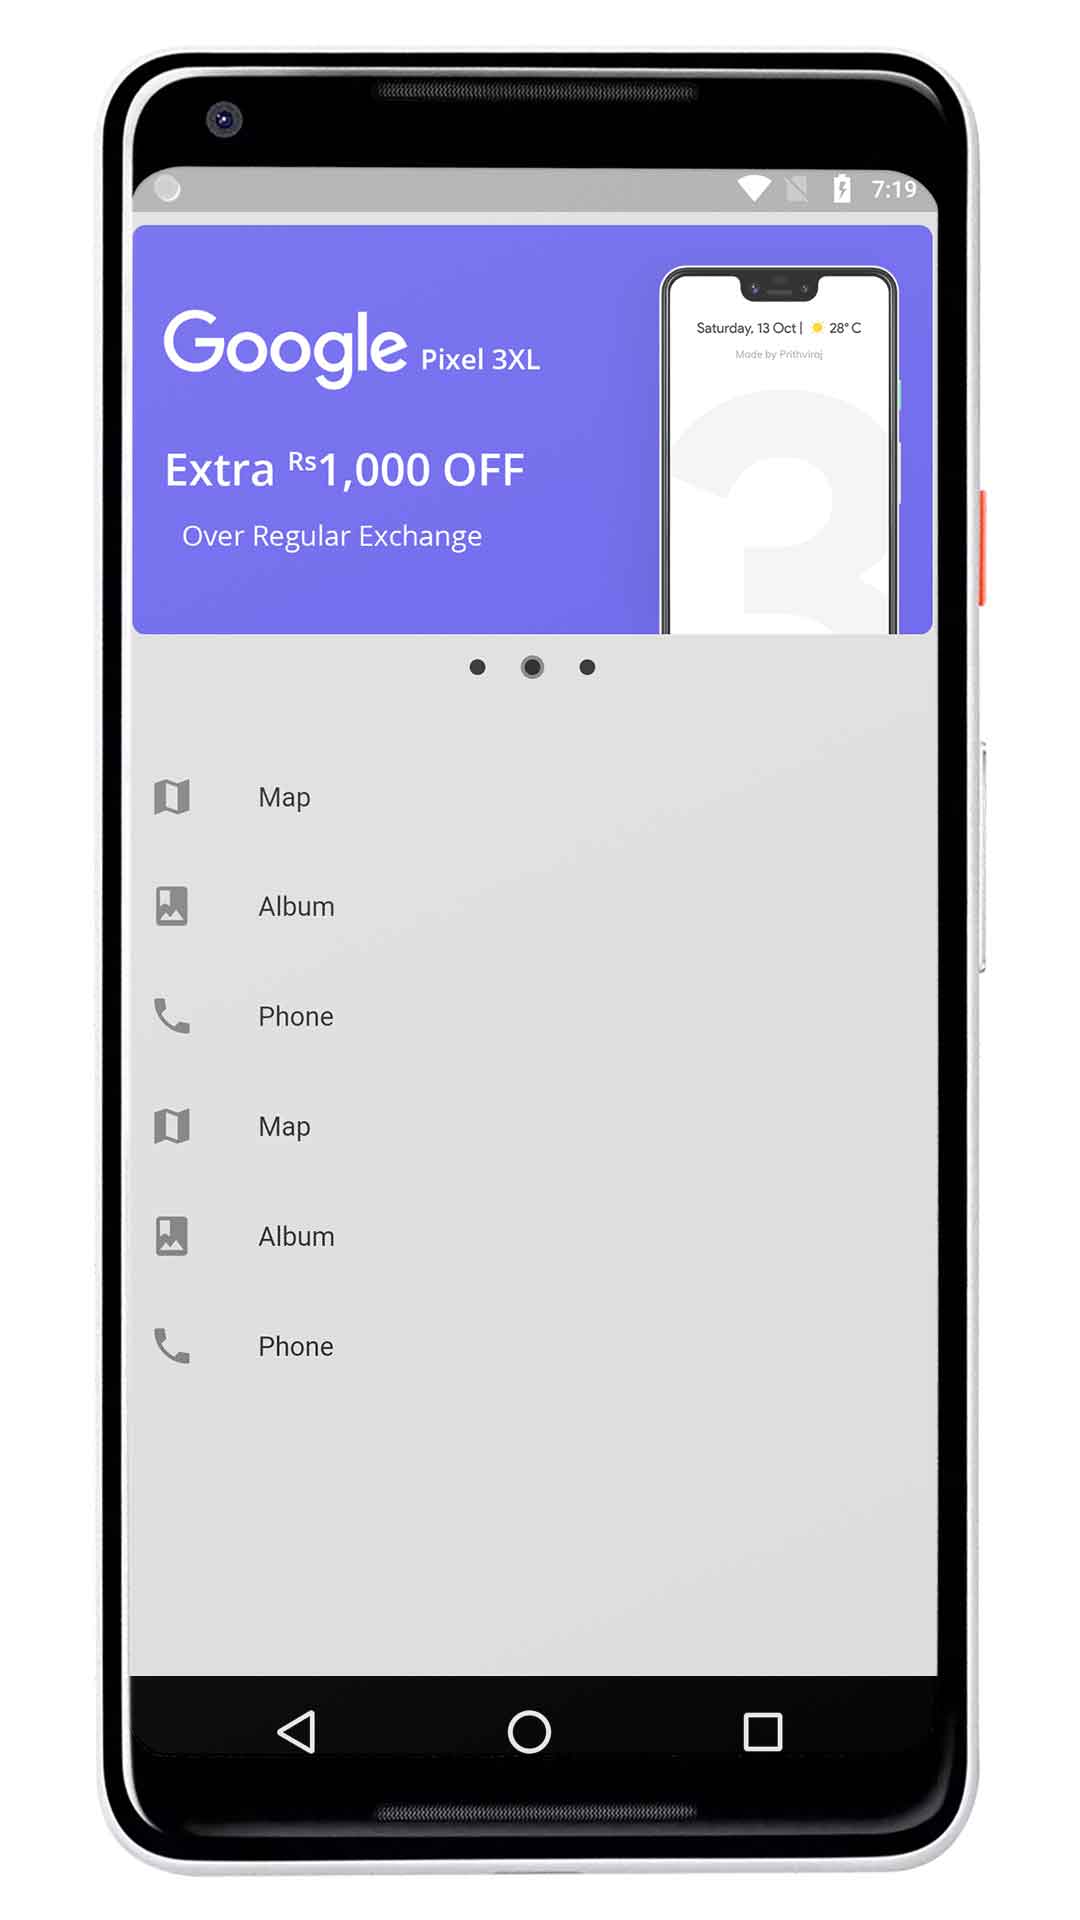 7:19
Google Pixel 3XL
Extra Rs1,000 OFF
Over Regular Exchange
Saturday, 13 Oct | 28° C
Made by Prithviraj
3
Map
Album
Phone
Map
Album
Phone